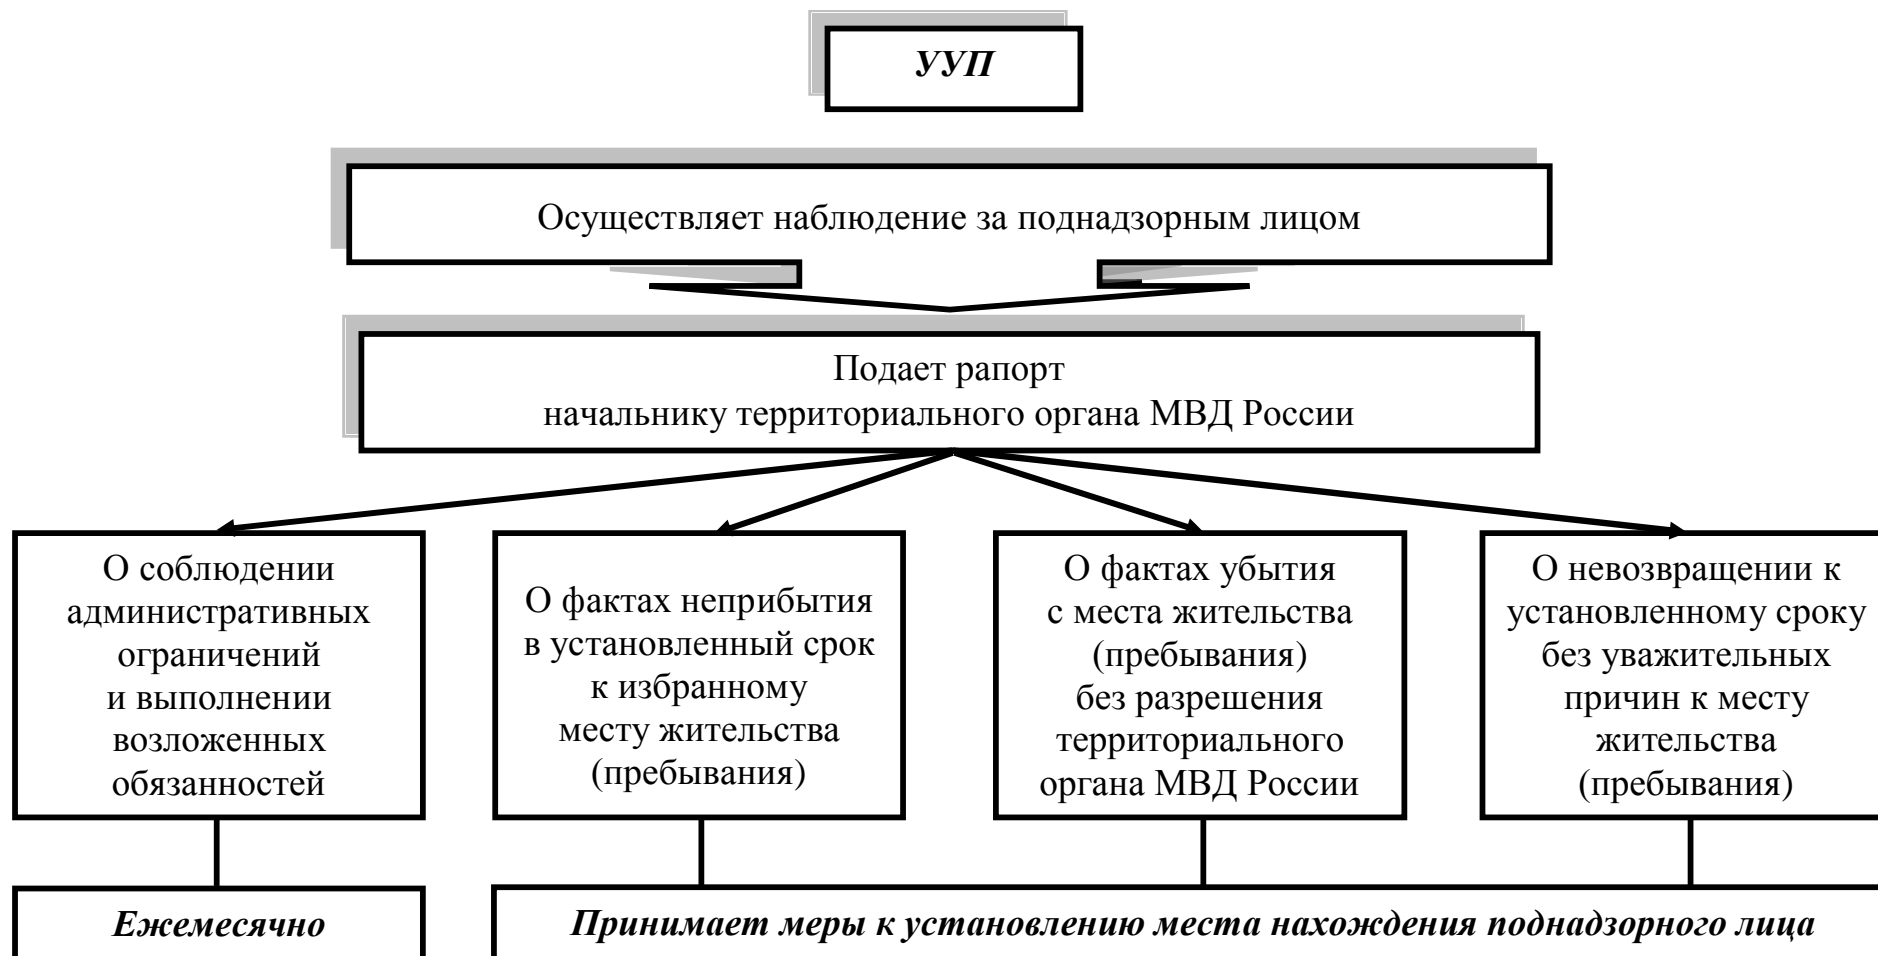 УУП
Осуществляет наблюдение за поднадзорным лицом
Подает рапорт
начальнику территориального органа МВД России
О соблюдении
административных
ограничений
и выполнении
возложенных
обязанностей
О фактах неприбытия
в установленный срок
к избранному
месту жительства
(пребывания)
О фактах убытия
с места жительства
(пребывания)
без разрешения
территориального
органа МВД России
О невозвращении к
установленному сроку
без уважительных
причин к месту
жительства
(пребывания)
Ежемесячно
Принимает меры к установлению места нахождения поднадзорного лица